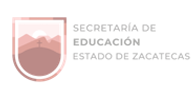 SECRETARÍA DE
EDUCACIÓN
ESTADO DE ZACATECAS